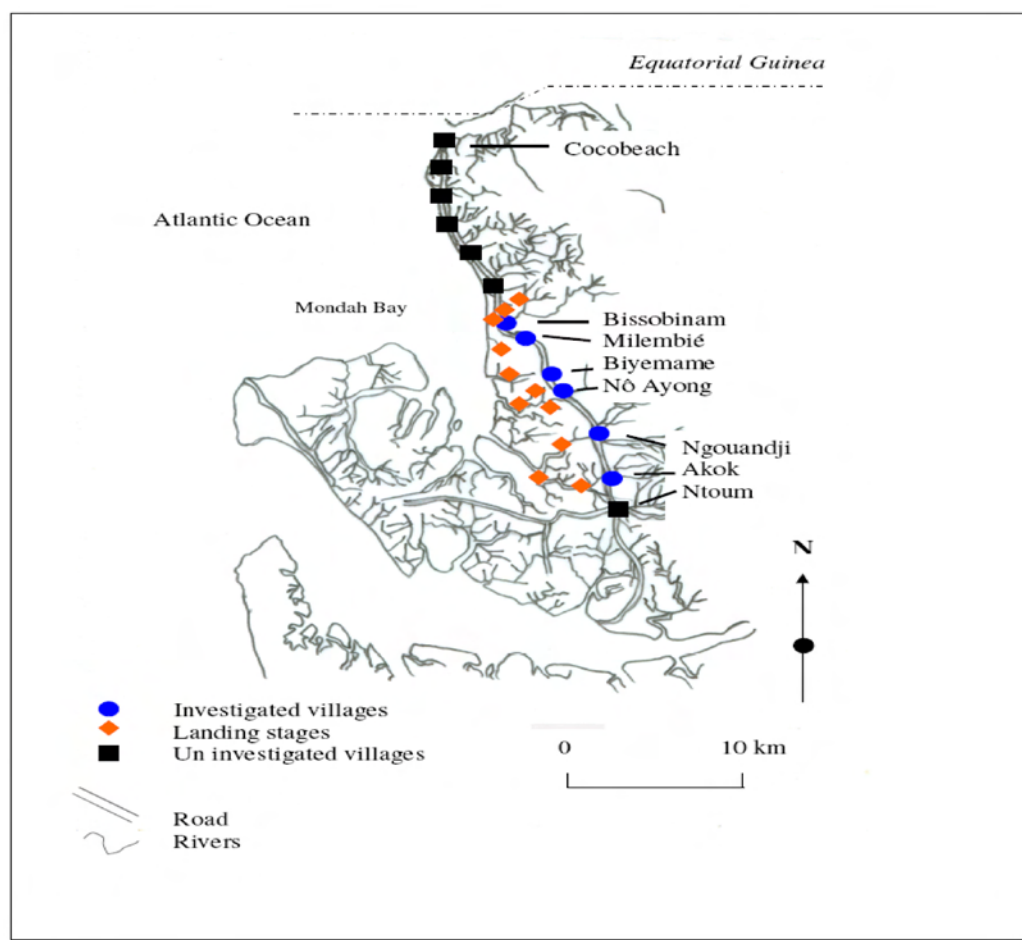 Equatorial Guinea
Cocobeach
Atlantic Ocean
Mondah Bay
Bissobinam
Milembié
Biyemame
Nô Ayong
Ngouandji
Akok
Ntoum
N
Investigated villages
Landing stages
Un investigated villages
0 10 km
Road
Rivers